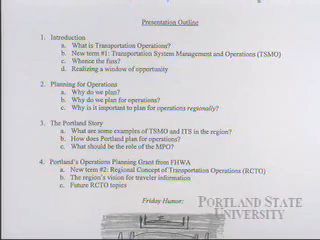 Presentation Outline
1. Introduction
a. What is Transportation Operations?
b. New term #1: Transportation System Management and Operations (TSMO)
c. Whence the fuss?
d. Realizing a window of opportunity
2. Planning for Operations
a. Why do we plan?
b. Why do we plan for operations?
c. Why is it important to plan for operations regionally?
3. The Portland Story
a. What are some examples of TSMO and ITS in the region?
b. How does Portland plan for operations?
c. What should be the role of the MPO?
4. Portland's Operations Planning Grant from FHWA
a. New term #2: Regional Concept of Transportation Operations (RCTO)
b. The region's vision for traveler information
c. Future RCTO topics
Friday Humor:
PORTLAND STATE
UNIVERSITY